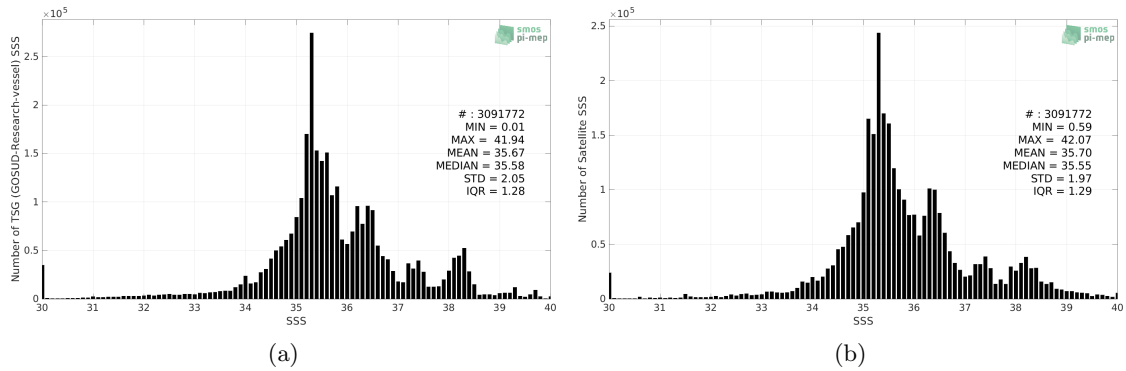 ×10^5
Number of TSG (GOSUD-Research-vessel) SSS
2.5
2
1.5
1
0.5
0
30 31 32 33 34 35 36 37 38 39 40
SSS
smos
pi-mep
# : 3091772
MIN = 0.01
MAX = 41.94
MEAN = 35.67
MEDIAN = 35.58
STD = 2.05
IQR = 1.28
(a)
×10^5
Number of Satellite SSS
2.5
2
1.5
1
0.5
0
30 31 32 33 34 35 36 37 38 39 40
SSS
smos
pi-mep
# : 3091772
MIN = 0.59
MAX = 42.07
MEAN = 35.70
MEDIAN = 35.55
STD = 1.97
IQR = 1.29
(b)